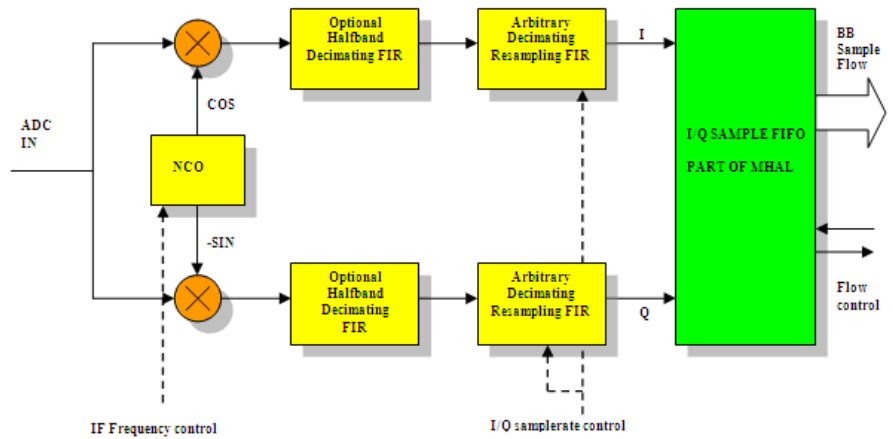 Optional
Halfband
Decimating FIR
Arbitrary
Decimating
Resampling FIR
I
BB
Sample
Flow
COS
ADC
IN
NCO
I/Q SAMPLE FIFO
PART OF MHAL
-SIN
Optional
Halfband
Decimating
FIR
Arbitrary
Decimating
Resampling FIR
Q
Flow
control
IF Frequency control
I/Q samplerate control